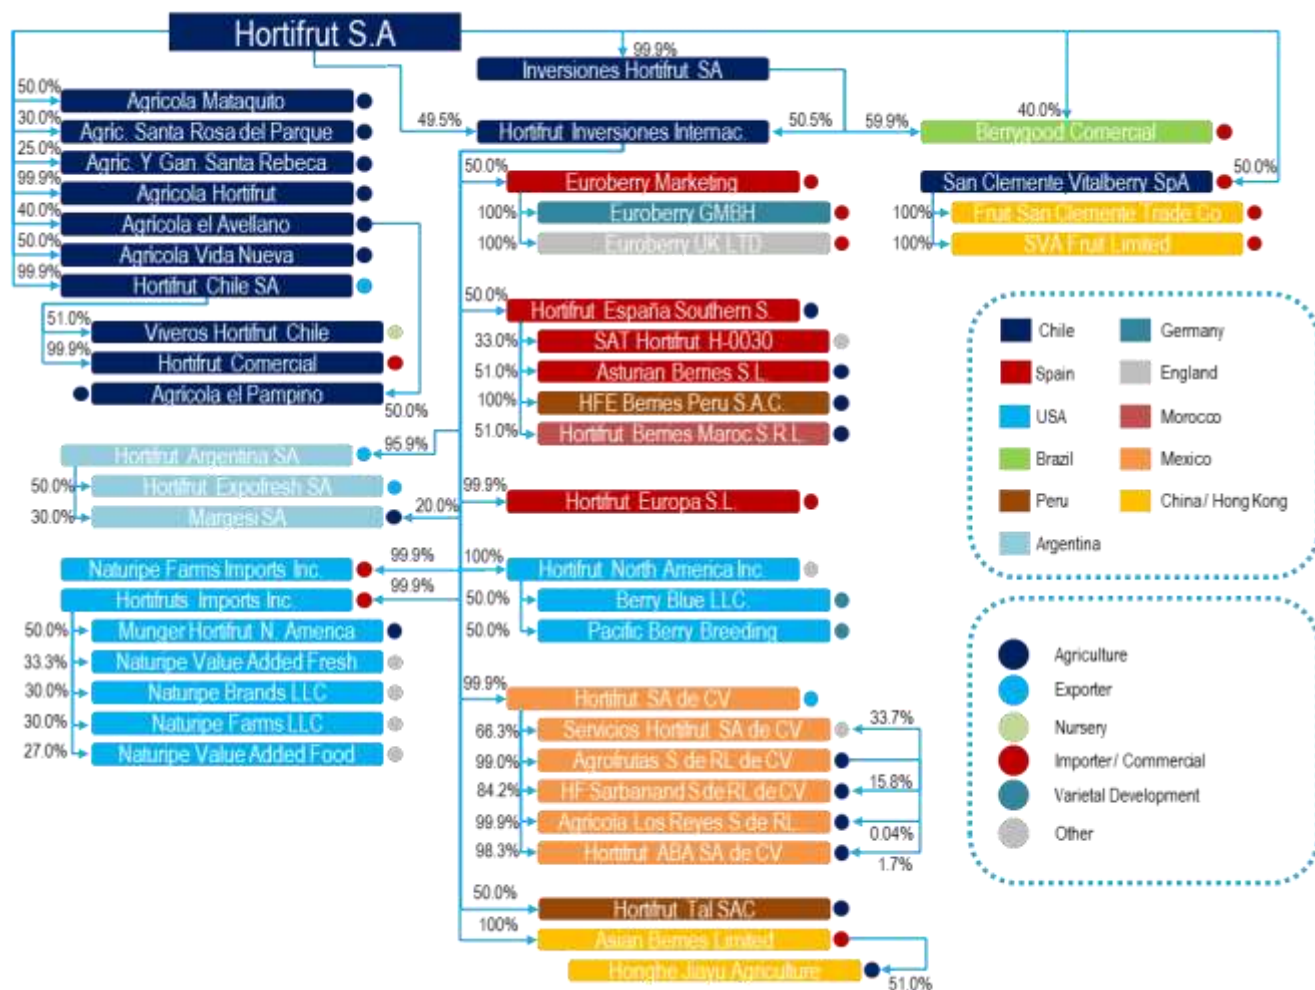 Hortifrut S.A
99.9%
Inversiones Hortifrut SA
50.0%
Agrícola Mataquito
30.0%
Agríc. Santa Rosa del Parque
25.0%
Agríc. Y Gan. Santa Rebeca
99.9%
Agrícola Hortifrut
40.0%
Agrícola el Avellano
50.0%
Agrícola Vida Nueva
99.9%
Hortifrut Chile SA
51.0%
Viveros Hortifrut Chile
99.9%
Hortifrut Comercial
Agrícola el Pampino
50.0%
49.5%
Hortifrut Inversiones Internac.
50.5%
59.9%
40.0%
Berrygood Comercial
50.0%
San Clemente Vitalberry SpA
100%
Fruit San Clemente Trade Co
100%
SVA Fruit Limited
50.0%
Euroberry Marketing
100%
Euroberry GMBH
100%
Euroberry UK LTD
50.0%
Hortifrut España Southern S.
33.0%
SAT Hortifrut H-0030
51.0%
Asturian Berries S.L
100%
HFE Berries Peru S.A.C.
51.0%
Hortifrut Berries Maroc S.R.L.
95.9%
Hortifrut Argentina SA
50.0%
Hortifrut Expofresh SA
30.0%
Margesi SA
20.0%
99.9%
Hortifrut Europa S.L.
99.9%
Naturipe Farms Imports Inc.
99.9%
Hortifruts Imports Inc.
50.0%
Munger Hortifrut N. America
33.3%
Naturipe Value Added Fresh
30.0%
Naturipe Brands LLC
30.0%
Naturipe Farms LLC
27.0%
Naturipe Value Added Food
100%
Hortifrut North America Inc.
50.0%
Berry Blue LLC.
50.0%
Pacific Berry Breeding
99.9%
Hortifrut SA de CV
66.3%
Servicios Hortifrut SA de CV
33.7%
99.0%
Agrofrutas S de RL de CV
84.2%
HF Sarbanand S de RL de CV
15.8%
99.9%
Agrícola Los Reyes S de RL
0.04%
98.3%
Hortifrut ABA SA de CV
1.7%
50.0%
Hortifrut Tal SAC
100%
Asian Berries Limited
Honghe Jiayu Agriculture
51.0%
Chile
Germany
Spain
England
USA
Morocco
Brazil
Mexico
Peru
China / Hong Kong
Argentina
Agriculture
Exporter
Nursery
Importer / Commercial
Varietal Development
Other